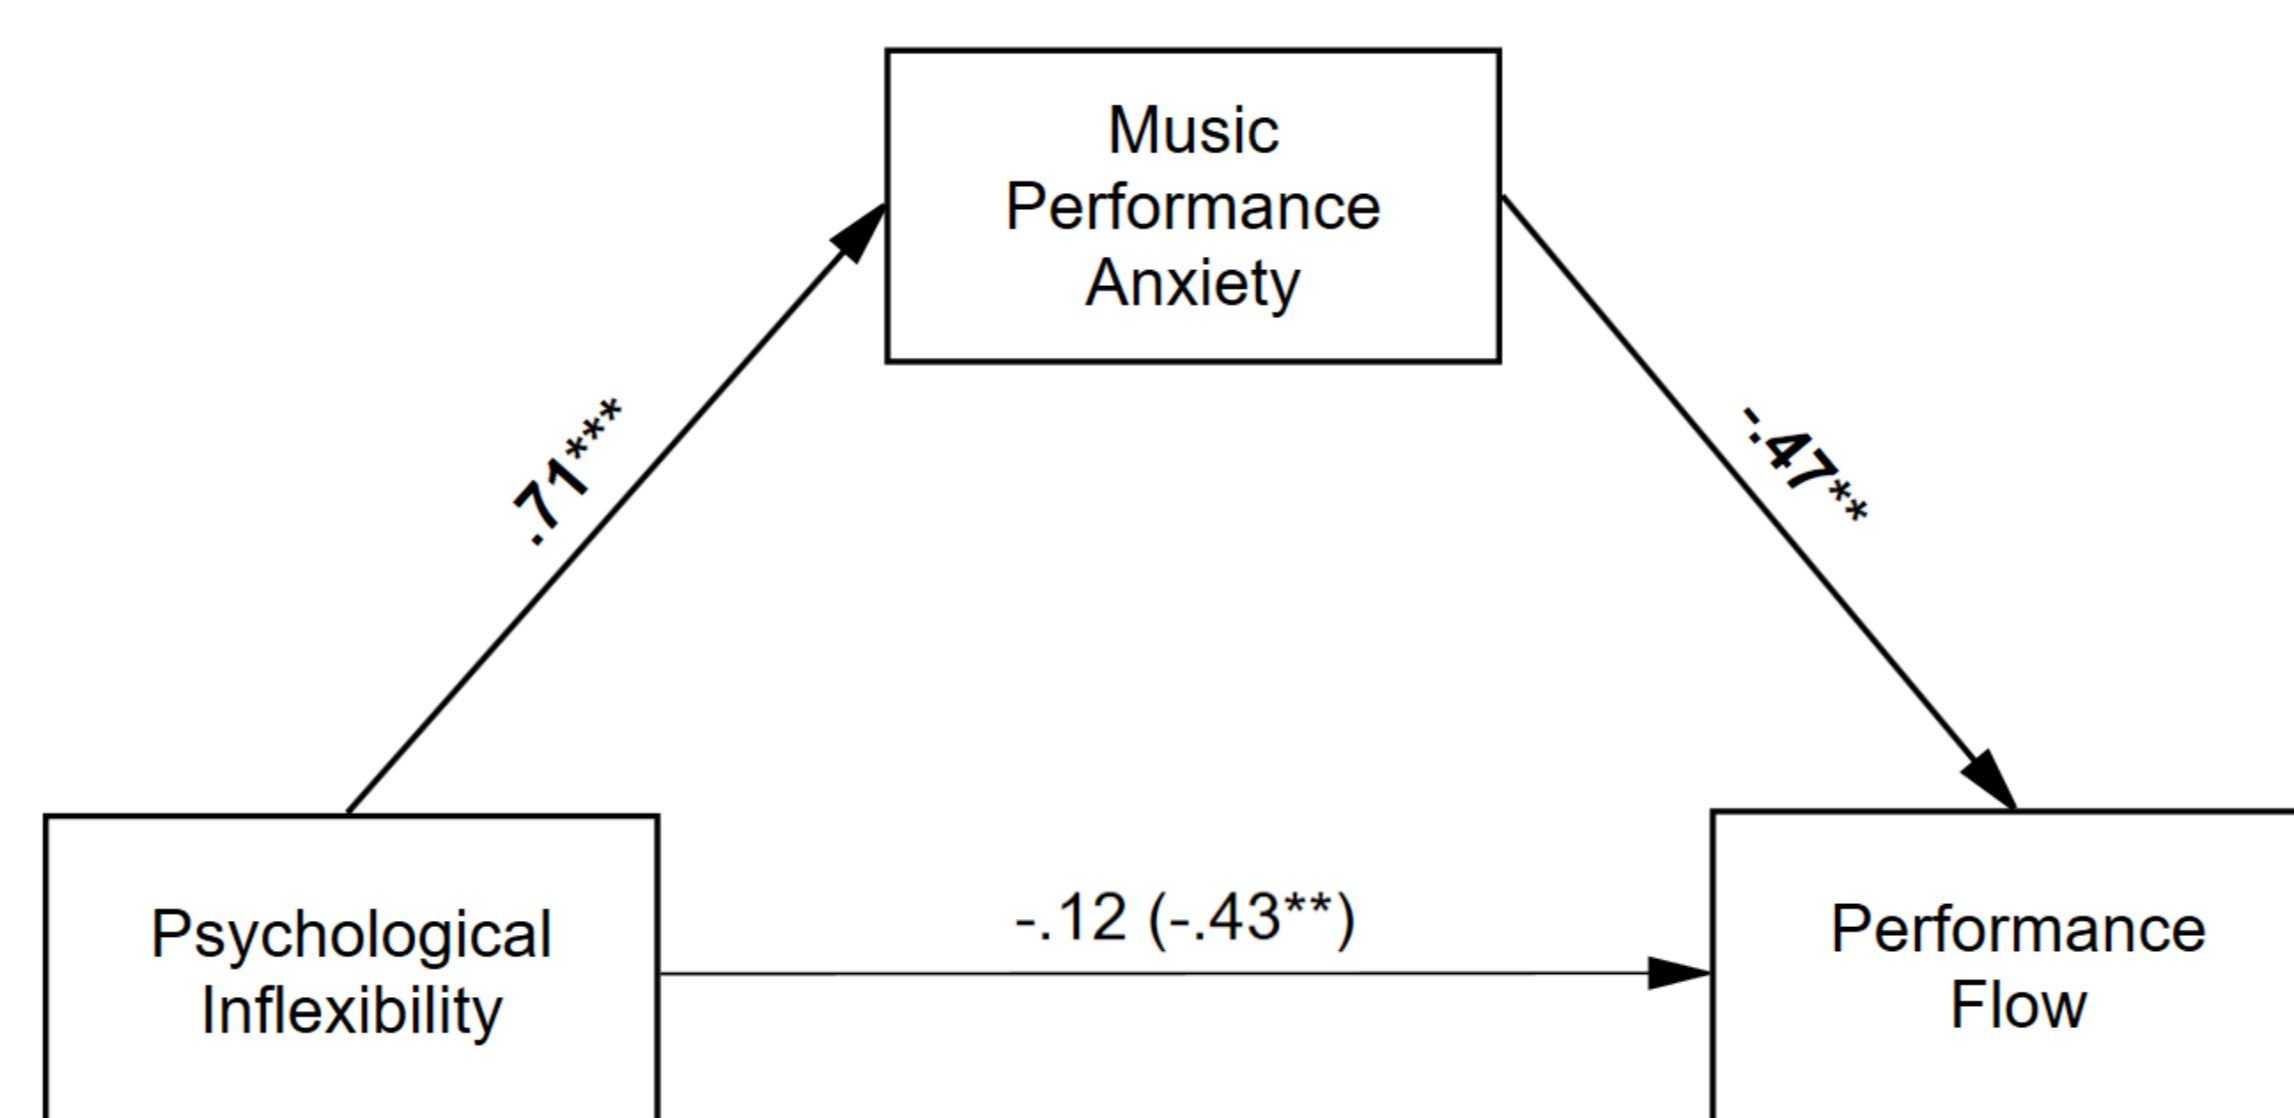 Music
Performance
Anxiety
.71***
-.47**
-.12 (-.43**)
Psychological
Inflexibility
Performance
Flow